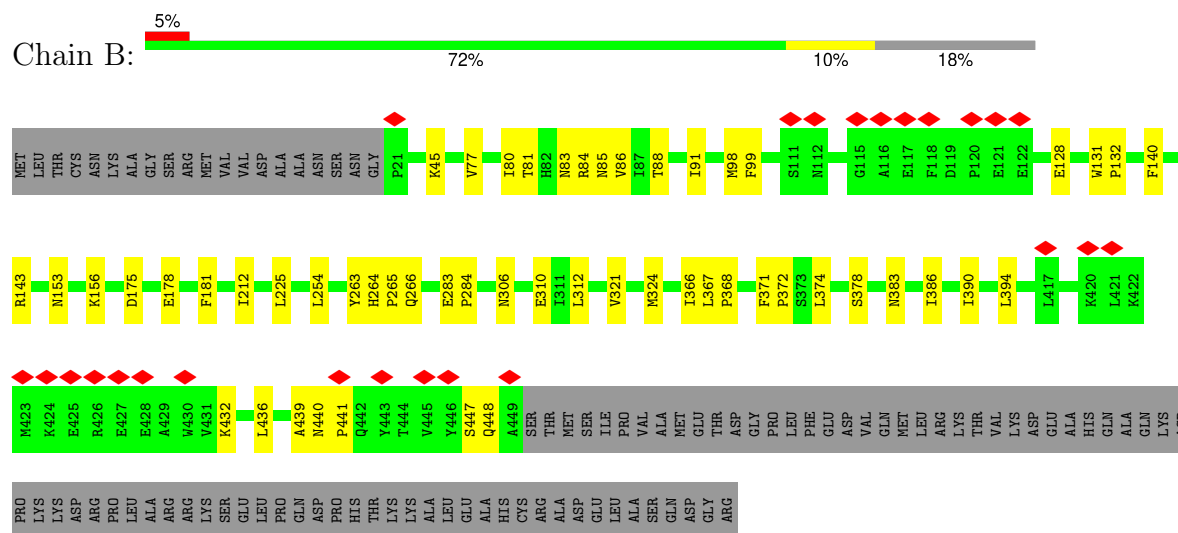 5%
Chain B:
72% 10% 18%
MET LEU THR CYS ASN LYS ALA GLY SER ARG MET VAL VAL ASP ALA ALA ASN SER ASN GLY P21 K45 V77 I80 T81 H82 N83 R84 N85 V86 I87 T88 I91 M98 F99 S111 N112 G115 A116 E117 F118 D119 P120 E121 E122 E128 W131 P132 F140
R143 N153 K156 D175 E178 F181 I212 L225 L254 Y263 H264 P265 Q266 E283 P284 N306 E310 I311 L312 V321 M324 I366 L367 P368 F371 P372 S373 L374 S378 N383 I386 I390 L394 L417 K420 L421 K422
M423 K424 E425 R426 E427 E428 A429 W430 V431 K432 L436 A439 N440 P441 Q442 Y443 T444 V445 Y446 S447 Q448 A449 SER THR MET SER ILE PRO VAL ALA MET GLU THR ASP GLY PRO LEU PHE GLU ASP VAL GLN MET LEU ARG LYS THR VAL LYS ASP GLU ALA HIS GLN ALA GLN LYS
PRO LYS LYS ASP ARG PRO LEU ALA ARG ARG LYS SER GLU LEU PRO GLN ASP PRO HIS THR LYS LYS ALA LEU GLU ALA HIS CYS ARG ALA ASP GLU LEU ALA SER GLN ASP GLY ARG